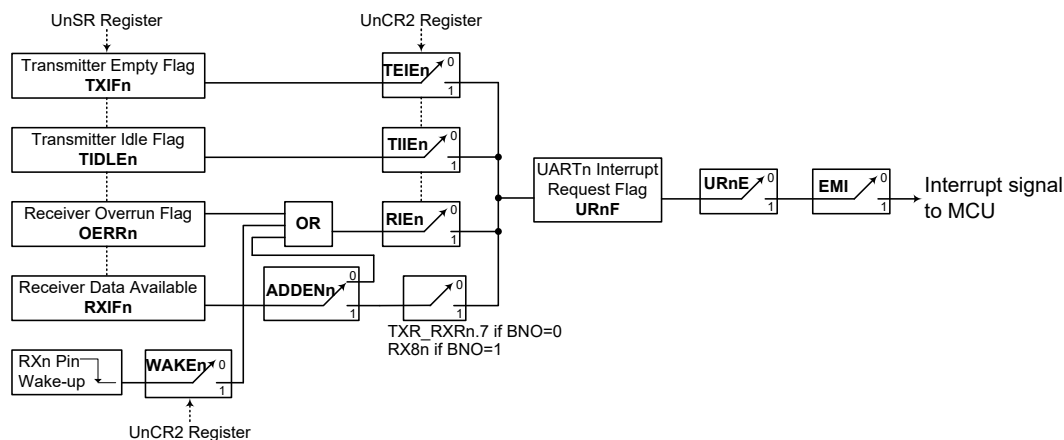 UnSR Register
UnCR2 Register
Transmitter Empty Flag
TXIFn
TEIEn
0
1
Transmitter Idle Flag
TIDLEn
TIIEn
0
1
UARTn Interrupt
Request Flag
URnF
URnE
0
1
EMI
0
1
Interrupt signal
to MCU
Receiver Overrun Flag
OERRn
OR
RIEn
0
1
Receiver Data Available
RXIFn
ADDENn
0
1
0
1
TXR_RXRn.7 if BNO=0
RX8n if BNO=1
RXn Pin
Wake-up
WAKEn
0
1
UnCR2 Register